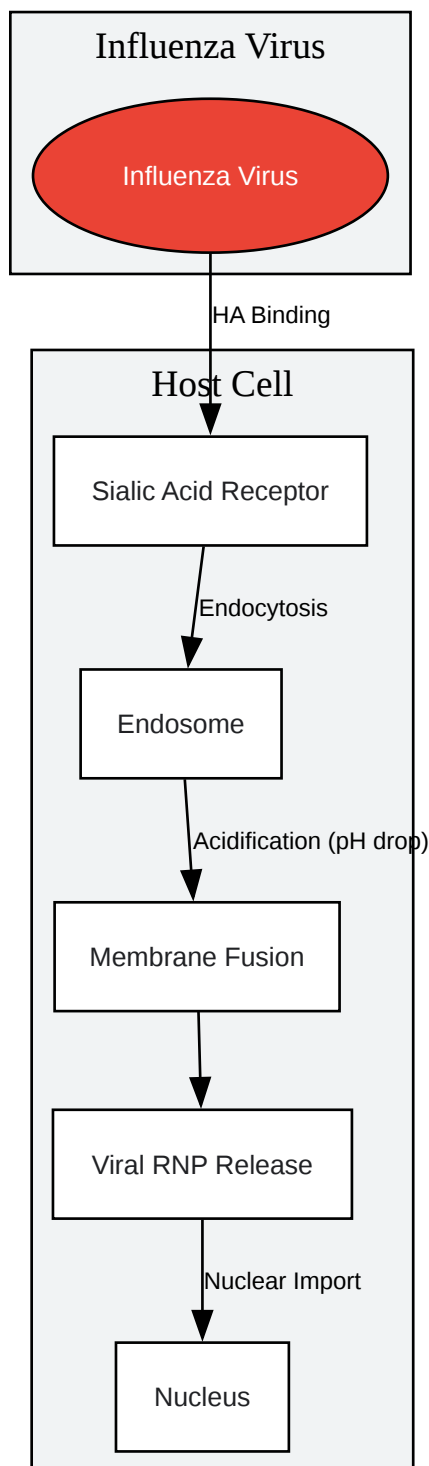 Influenza Virus
Influenza Virus
HA Binding
Host Cell
Sialic Acid Receptor
Endocytosis
Endosome
Acidification (pH drop)
Membrane Fusion
Viral RNP Release
Nuclear Import
Nucleus